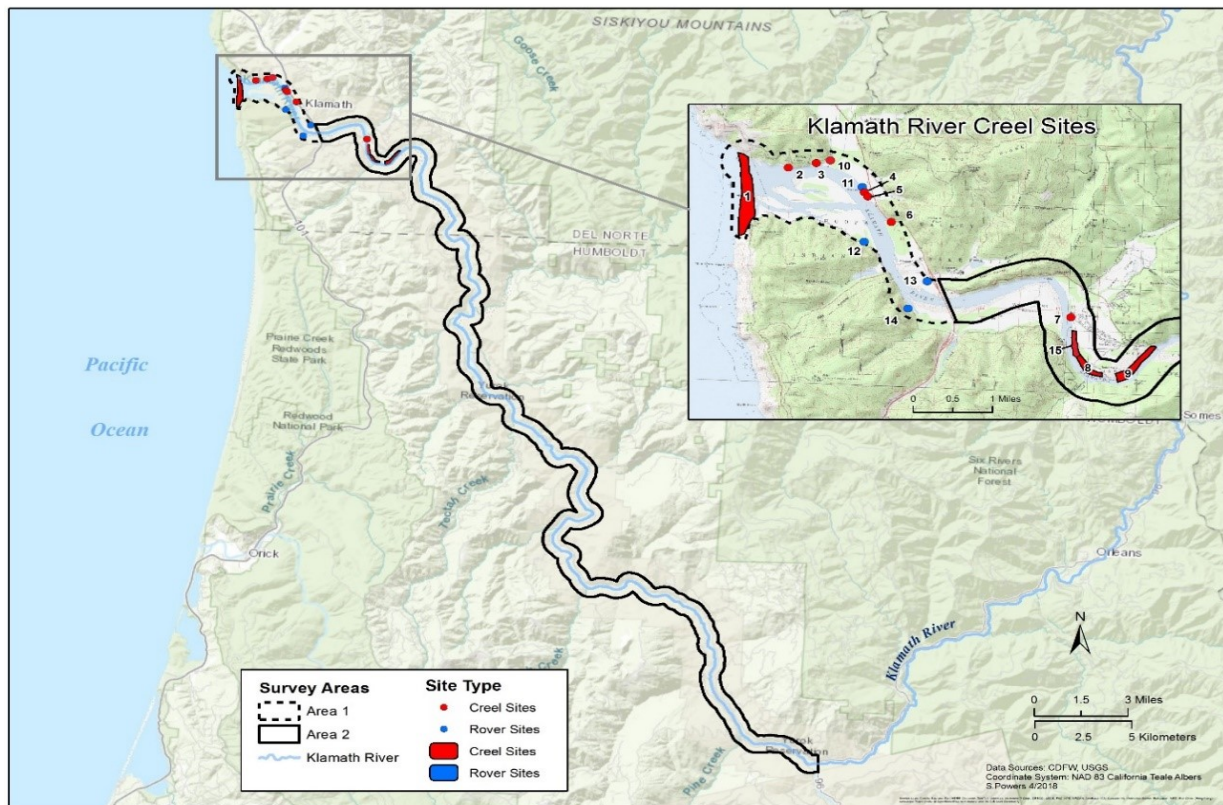 SISKIYOU MOUNTAINS
Goose Creek
Klamath
101
DEL NORTE
HUMBOLDT
Prairie Creek
Redwoods
State Park
Redwood
National Park
Prairie Creek
Tectah Creek
Orick
Pacific
Ocean
Klamath River Creel Sites
1
2
3
10
4
11
5
6
12
13
14
7
15
8
9
0 0.5 1 Miles
Somes
Six Rivers
National
Forest
Orleans
Klamath River
Reservation
Reservation
Pine Creek
Creek
96
N
0 1.5 3 Miles
0 2.5 5 Kilometers
Survey Areas
Area 1
Area 2
Klamath River
Site Type
Creel Sites
Rover Sites
Creel Sites
Rover Sites
Data Sources: CDFW, USGS
Coordinate System: NAD 83 California Teale Albers
S.Powers 4/2018